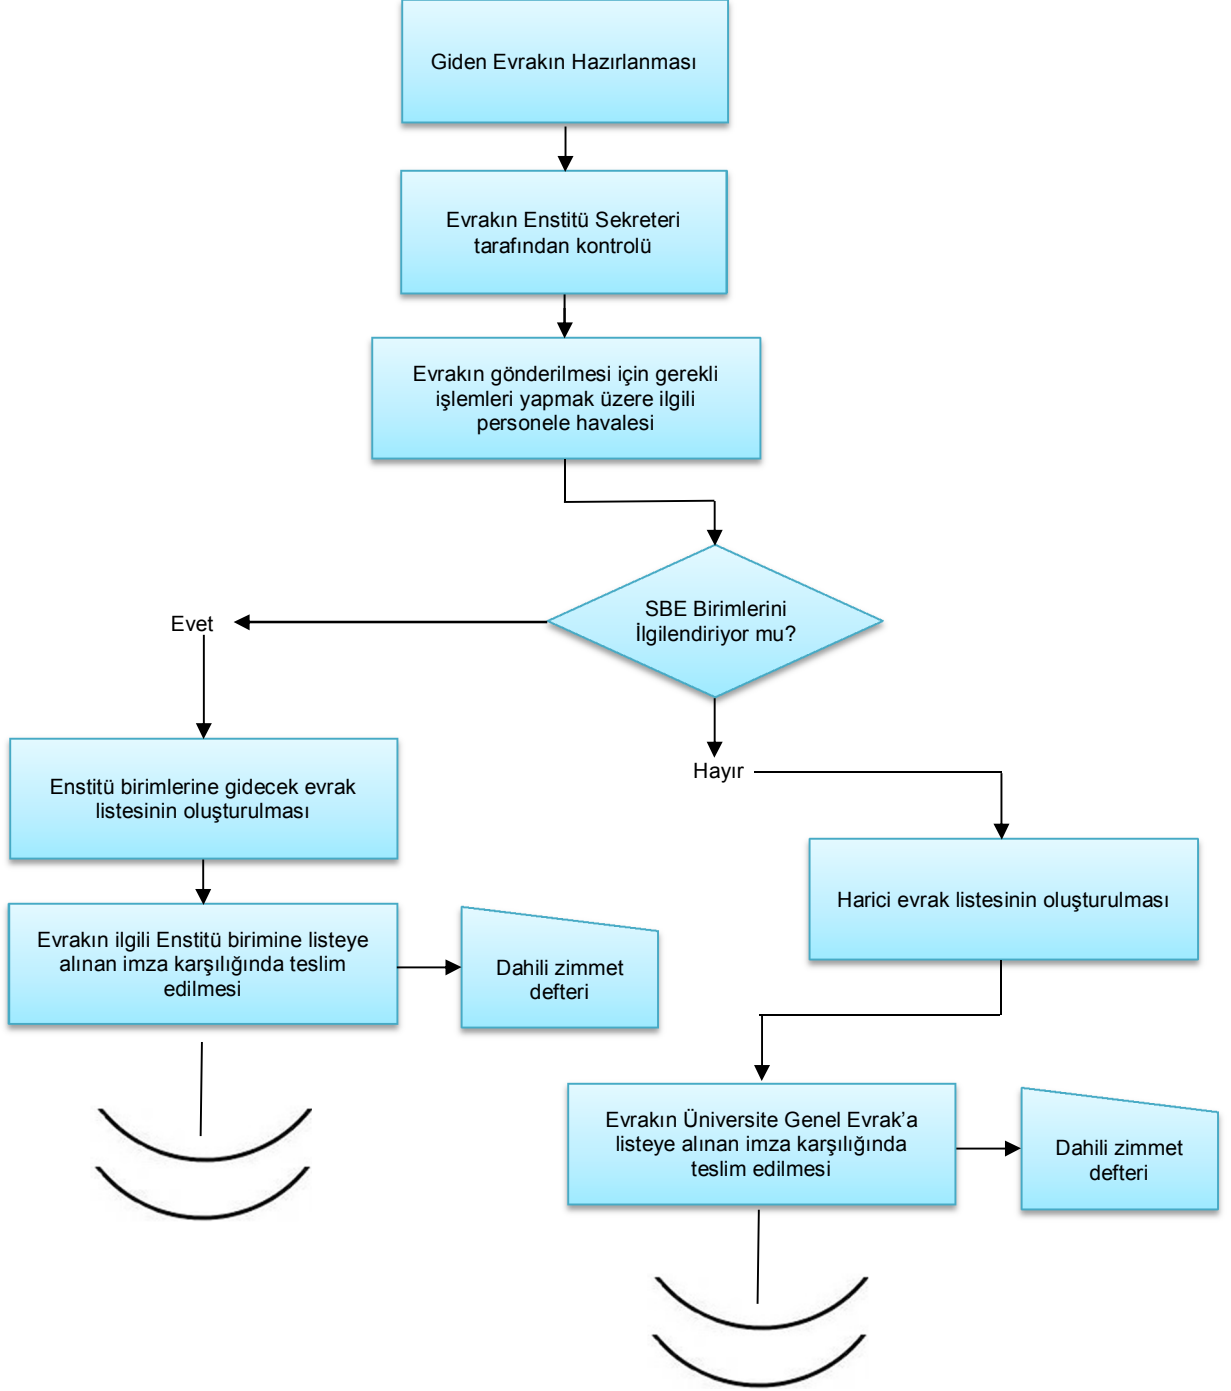 Giden Evrakın Hazırlanması
Evrakın Enstitü Sekreteri
tarafından kontrolü
Evrakın gönderilmesi için gerekli
işlemleri yapmak üzere ilgili
personele havalesi
SBE Birimlerini
İlgilendiriyor mu?
Evet
Hayır
Enstitü birimlerine gidecek evrak
listesinin oluşturulması
Harici evrak listesinin oluşturulması
Evrakın ilgili Enstitü birimine listeye
alınan imza karşılığında teslim
edilmesi
Dahili zimmet
defteri
Evrakın Üniversite Genel Evrak’a
listeye alınan imza karşılığında
teslim edilmesi
Dahili zimmet
defteri